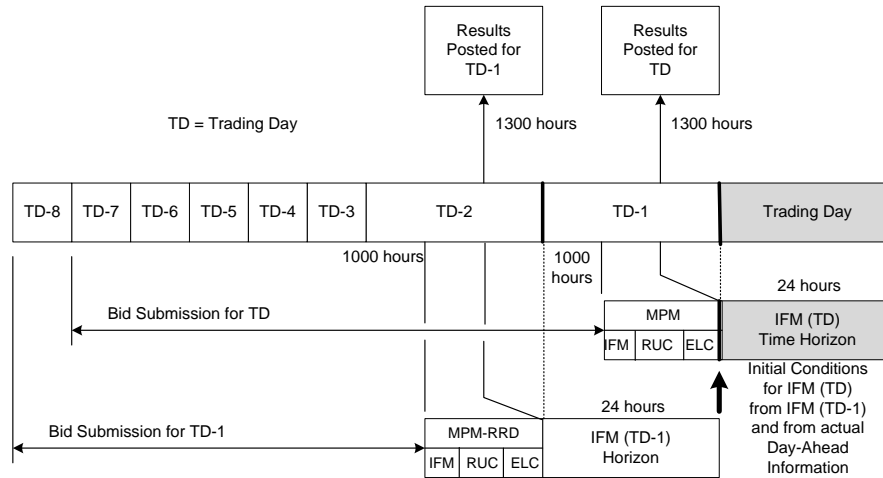 Results
Posted for
TD-1
Results
Posted for
TD
TD = Trading Day
1300 hours
1300 hours
TD-8
TD-7
TD-6
TD-5
TD-4
TD-3
TD-2
TD-1
Trading Day
1000 hours
1000
hours
24 hours
Bid Submission for TD
MPM
IFM
RUC
ELC
IFM (TD)
Time Horizon
Initial Conditions
for IFM (TD)
from IFM (TD-1)
and from actual
Day-Ahead
Information
24 hours
Bid Submission for TD-1
MPM-RRD
IFM
RUC
ELC
IFM (TD-1)
Horizon